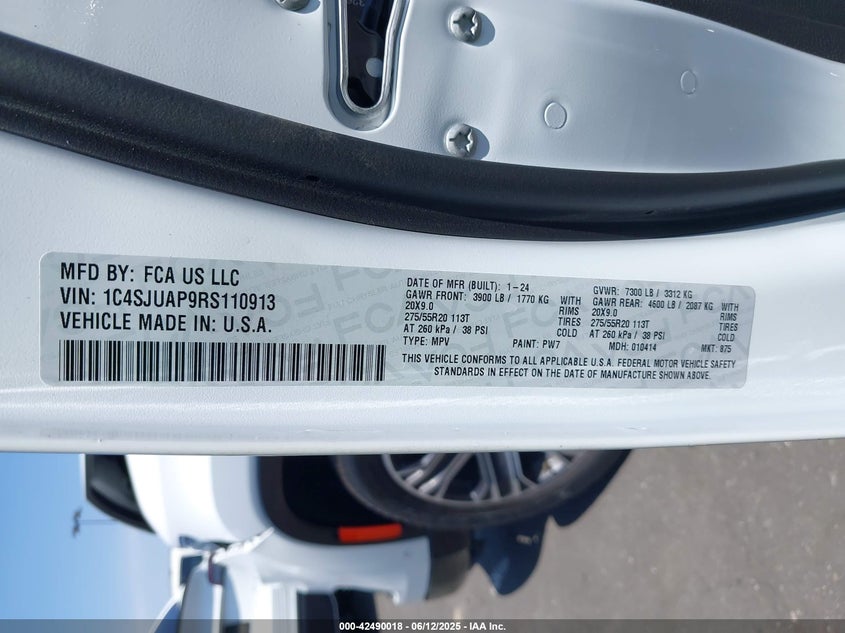 MFD BY: FCA US LLC
VIN: 1C4SJUAP9RS110913
VEHICLE MADE IN: U.S.A.
DATE OF MFR (BUILT): 1-24 GVWR: 7300 LB / 3312 KG
GAWR FRONT: 3900 LB / 1770 KG GAWR REAR: 4600 LB / 2087 KG
20X9.0 RIMS 20X9.0 RIMS
275/55R20 113T TIRES 275/55R20 113T TIRES
AT 260 kPa / 38 PSI COLD AT 260 kPa / 38 PSI COLD
TYPE: MPV PAINT: PW7 MDH: 010414 MKT: 875
THIS VEHICLE CONFORMS TO ALL APPLICABLE U.S.A. FEDERAL MOTOR VEHICLE SAFETY
STANDARDS IN EFFECT ON THE DATE OF MANUFACTURE SHOWN ABOVE.
000-42490018 - 06/12/2025 - IAA Inc.